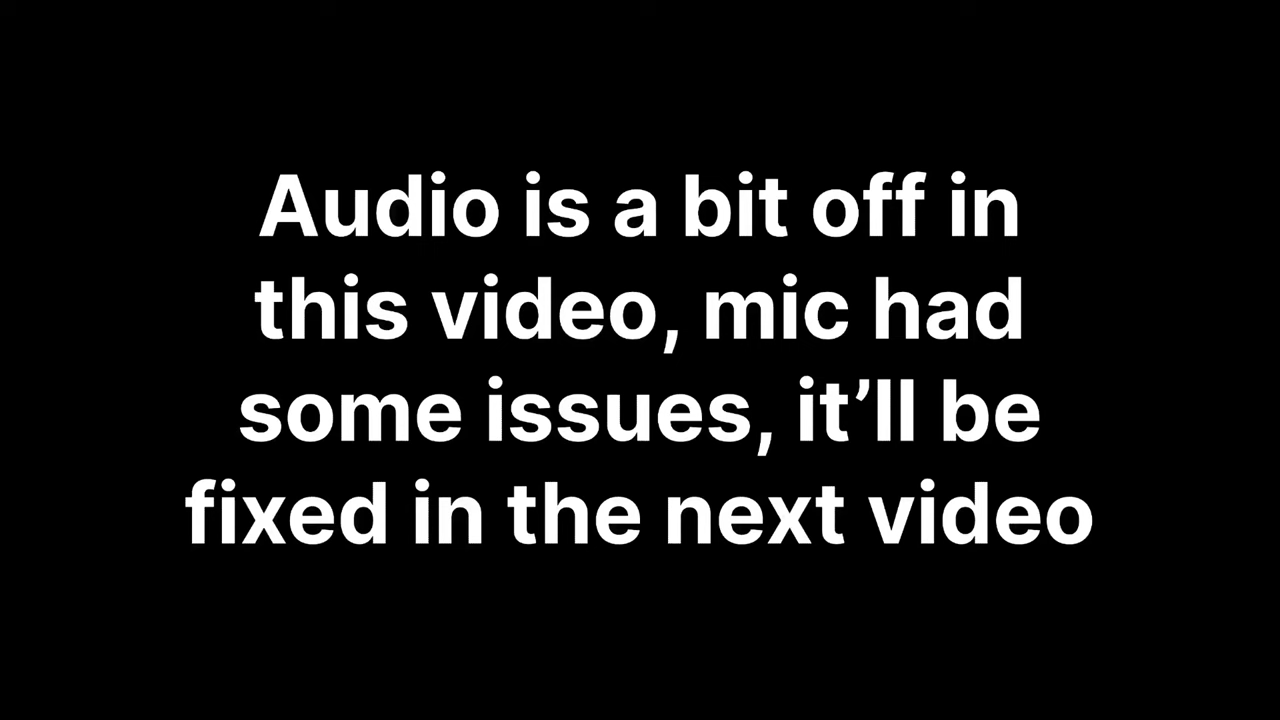 Audio is a bit off in
this video, mic had
some issues, it’ll be
fixed in the next video